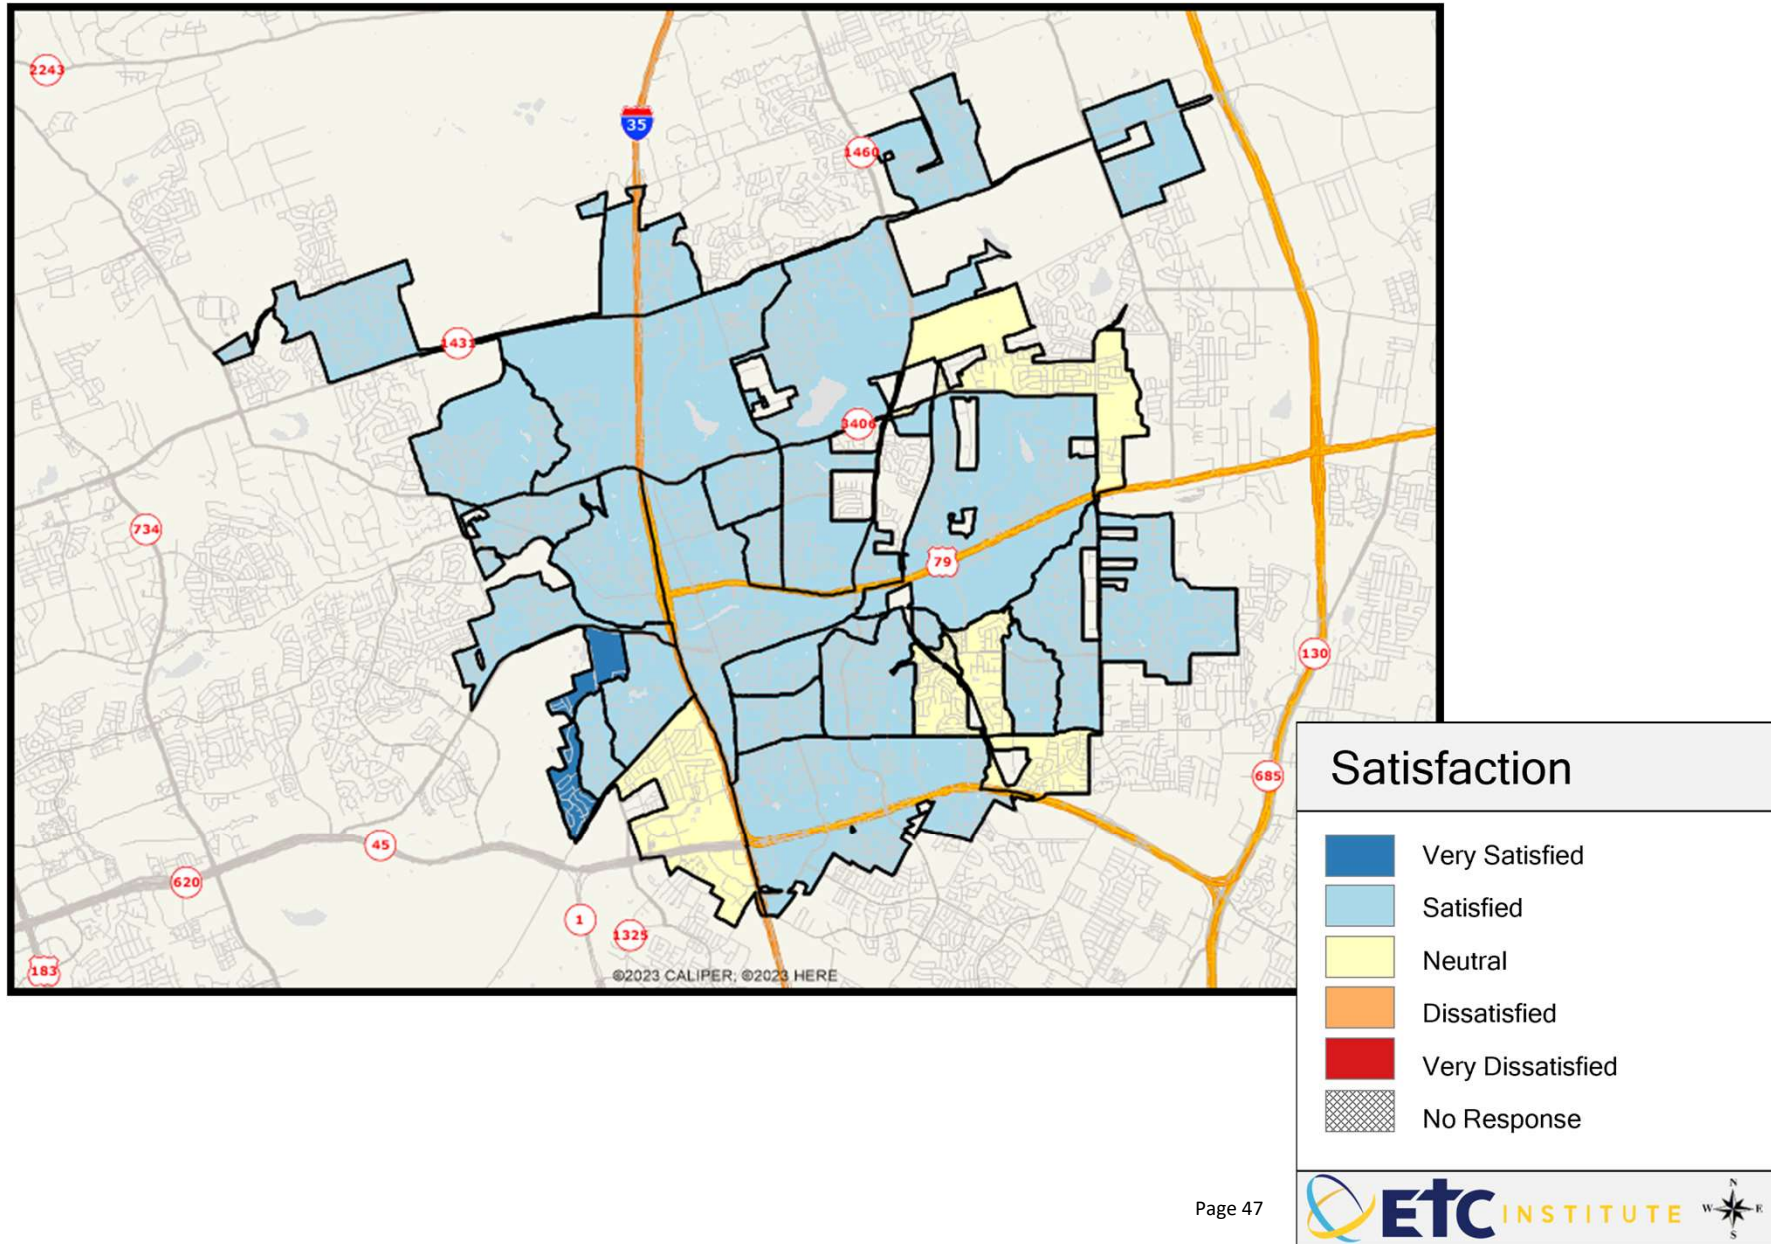 2243
35
1460
1431
3406
734
79
130
685
45
620
1
1325
183
©2023 CALIPER; ©2023 HERE
Satisfaction
Very Satisfied
Satisfied
Neutral
Dissatisfied
Very Dissatisfied
No Response
Page 47
ETC INSTITUTE
N
W E
S